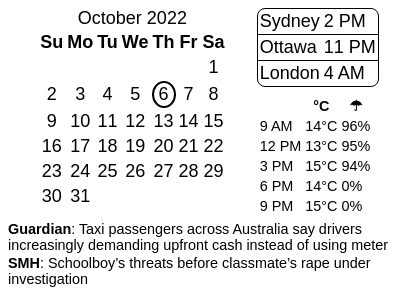 October 2022
Su Mo Tu We Th Fr Sa
1
2 3 4 5 6 7 8
9 10 11 12 13 14 15
16 17 18 19 20 21 22
23 24 25 26 27 28 29
30 31
Sydney 2 PM
Ottawa 11 PM
London 4 AM
°C ☂
9 AM 14°C 96%
12 PM 13°C 95%
3 PM 15°C 94%
6 PM 14°C 0%
9 PM 15°C 0%
Guardian: Taxi passengers across Australia say drivers
increasingly demanding upfront cash instead of using meter
SMH: Schoolboy’s threats before classmate’s rape under
investigation